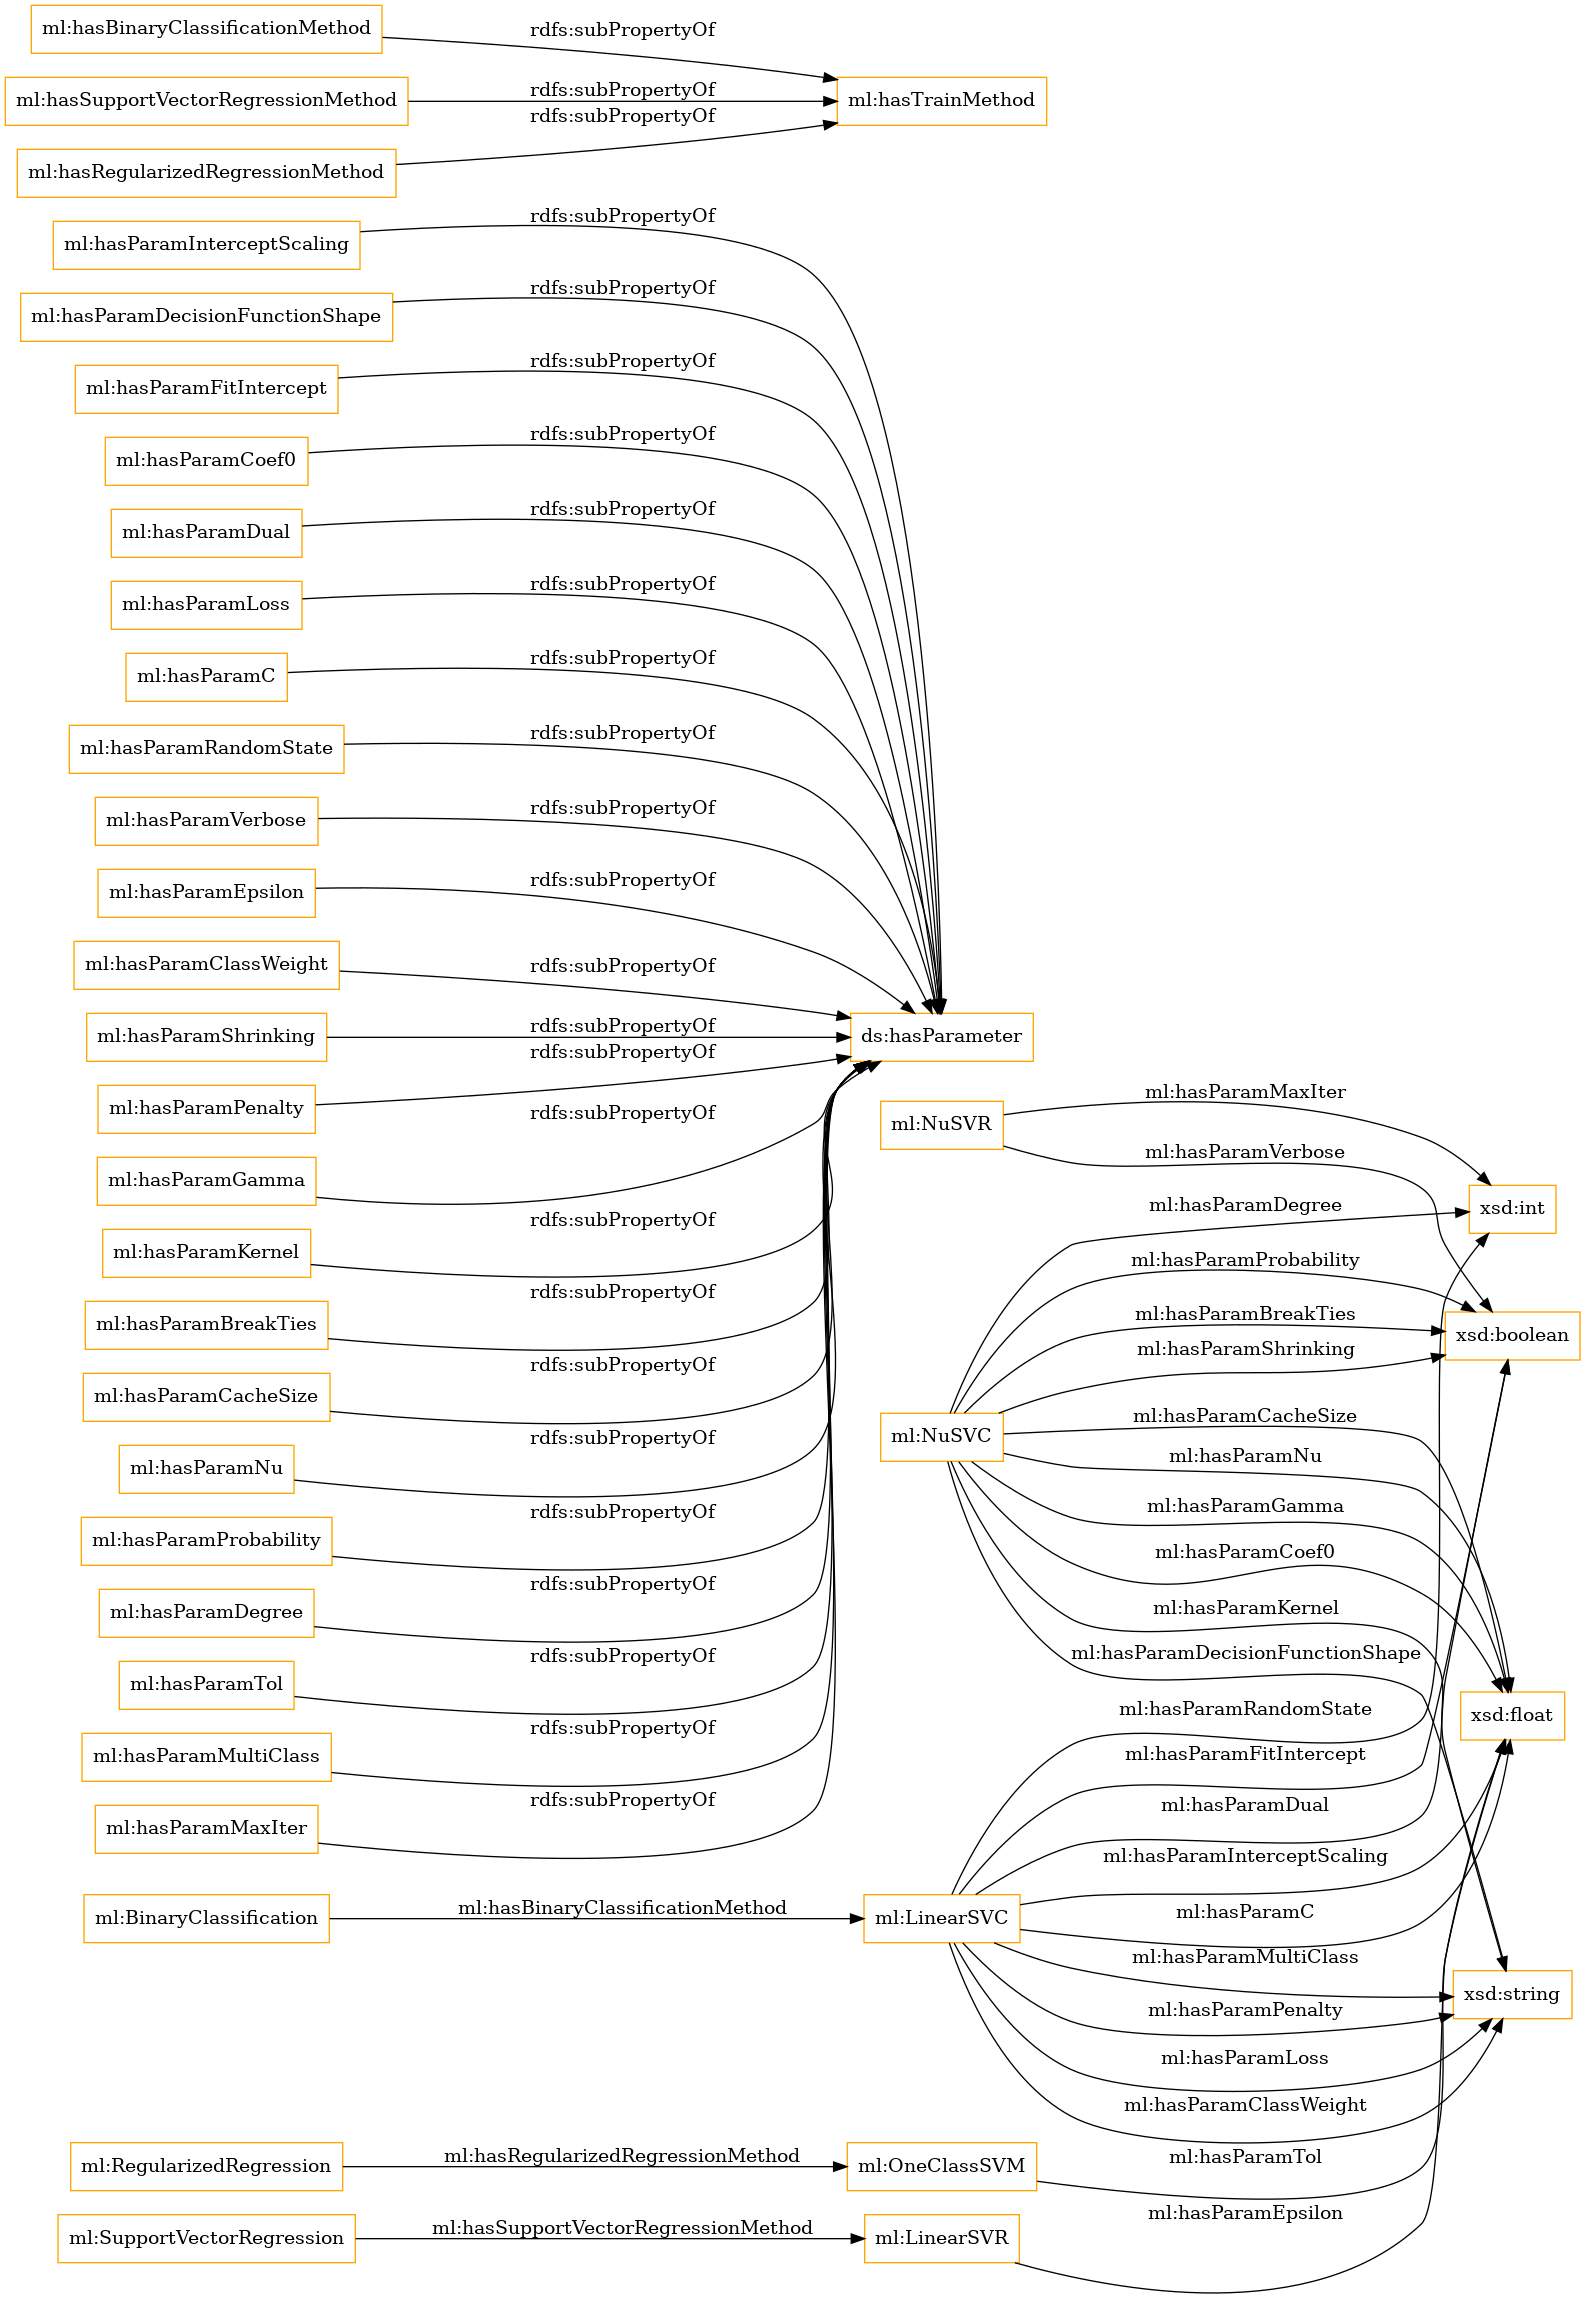 ml:hasBinaryClassificationMethod
rdfs:subPropertyOf
ml:hasSupportVectorRegressionMethod
rdfs:subPropertyOf
ml:hasTrainMethod
rdfs:subPropertyOf
ml:hasRegularizedRegressionMethod
rdfs:subPropertyOf
ml:hasParamInterceptScaling
rdfs:subPropertyOf
ml:hasParamDecisionFunctionShape
rdfs:subPropertyOf
ml:hasParamFitIntercept
rdfs:subPropertyOf
ml:hasParamCoef0
rdfs:subPropertyOf
ml:hasParamDual
rdfs:subPropertyOf
ml:hasParamLoss
rdfs:subPropertyOf
ml:hasParamC
rdfs:subPropertyOf
ml:hasParamRandomState
rdfs:subPropertyOf
ml:hasParamVerbose
rdfs:subPropertyOf
ml:hasParamEpsilon
rdfs:subPropertyOf
ml:hasParamClassWeight
rdfs:subPropertyOf
ml:hasParamShrinking
rdfs:subPropertyOf
ds:hasParameter
rdfs:subPropertyOf
ml:hasParamPenalty
rdfs:subPropertyOf
ml:hasParamGamma
rdfs:subPropertyOf
ml:hasParamKernel
rdfs:subPropertyOf
ml:hasParamBreakTies
rdfs:subPropertyOf
ml:hasParamCacheSize
rdfs:subPropertyOf
ml:hasParamNu
rdfs:subPropertyOf
ml:hasParamProbability
rdfs:subPropertyOf
ml:hasParamDegree
rdfs:subPropertyOf
ml:hasParamTol
rdfs:subPropertyOf
ml:hasParamMultiClass
rdfs:subPropertyOf
ml:hasParamMaxIter
ml:NuSVR
ml:hasParamMaxIter
ml:hasParamVerbose
xsd:int
ml:hasParamDegree
ml:hasParamProbability
ml:hasParamBreakTies
xsd:boolean
ml:hasParamShrinking
ml:NuSVC
ml:hasParamCacheSize
ml:hasParamNu
ml:hasParamGamma
ml:hasParamCoef0
ml:hasParamKernel
ml:hasParamDecisionFunctionShape
ml:hasParamRandomState
xsd:float
ml:hasParamFitIntercept
ml:hasParamDual
ml:hasParamInterceptScaling
ml:BinaryClassification
ml:hasBinaryClassificationMethod
ml:LinearSVC
ml:hasParamC
ml:hasParamMultiClass
xsd:string
ml:hasParamPenalty
ml:hasParamLoss
ml:hasParamClassWeight
ml:RegularizedRegression
ml:hasRegularizedRegressionMethod
ml:OneClassSVM
ml:hasParamTol
ml:SupportVectorRegression
ml:hasSupportVectorRegressionMethod
ml:LinearSVR
ml:hasParamEpsilon